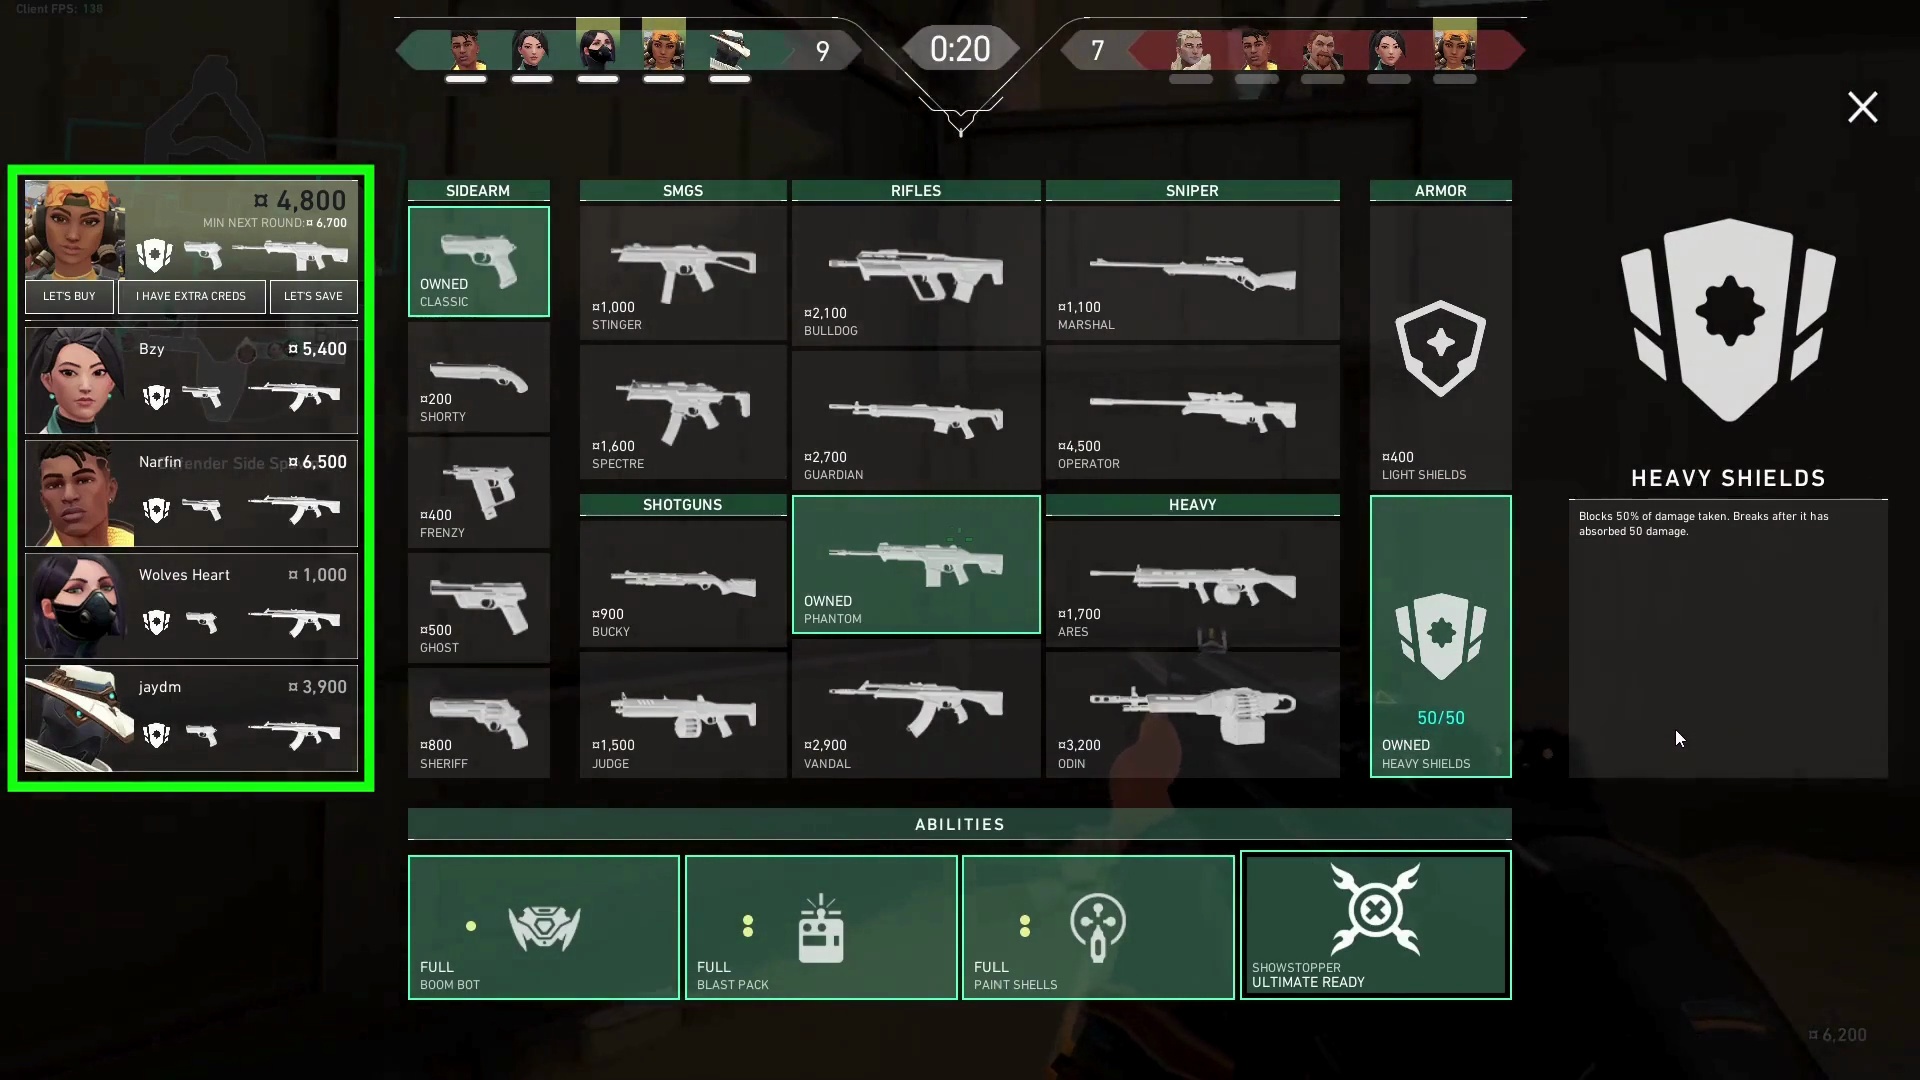 Client FPS: 138
9
0:20
7
¤ 4,800
MIN NEXT ROUND: ¤ 6,700
LET'S BUY
I HAVE EXTRA CREDS
LET'S SAVE
Bzy
¤ 5,400
Narfin
¤ 6,500
Wolves Heart
¤ 1,000
jaydm
¤ 3,900
SIDEARM
OWNED
CLASSIC
¤200
SHORTY
¤400
FRENZY
¤500
GHOST
¤800
SHERIFF
SMGS
¤1,000
STINGER
¤1,600
SPECTRE
SHOTGUNS
¤900
BUCKY
¤1,500
JUDGE
RIFLES
¤2,100
BULLDOG
¤2,700
GUARDIAN
OWNED
PHANTOM
¤2,900
VANDAL
SNIPER
¤1,100
MARSHAL
¤4,500
OPERATOR
HEAVY
¤1,700
ARES
¤3,200
ODIN
ARMOR
¤400
LIGHT SHIELDS
50/50
OWNED
HEAVY SHIELDS
HEAVY SHIELDS
Blocks 50% of damage taken. Breaks after it has
absorbed 50 damage.
ABILITIES
FULL
BOOM BOT
FULL
BLAST PACK
FULL
PAINT SHELLS
SHOWSTOPPER
ULTIMATE READY
¤ 6,200